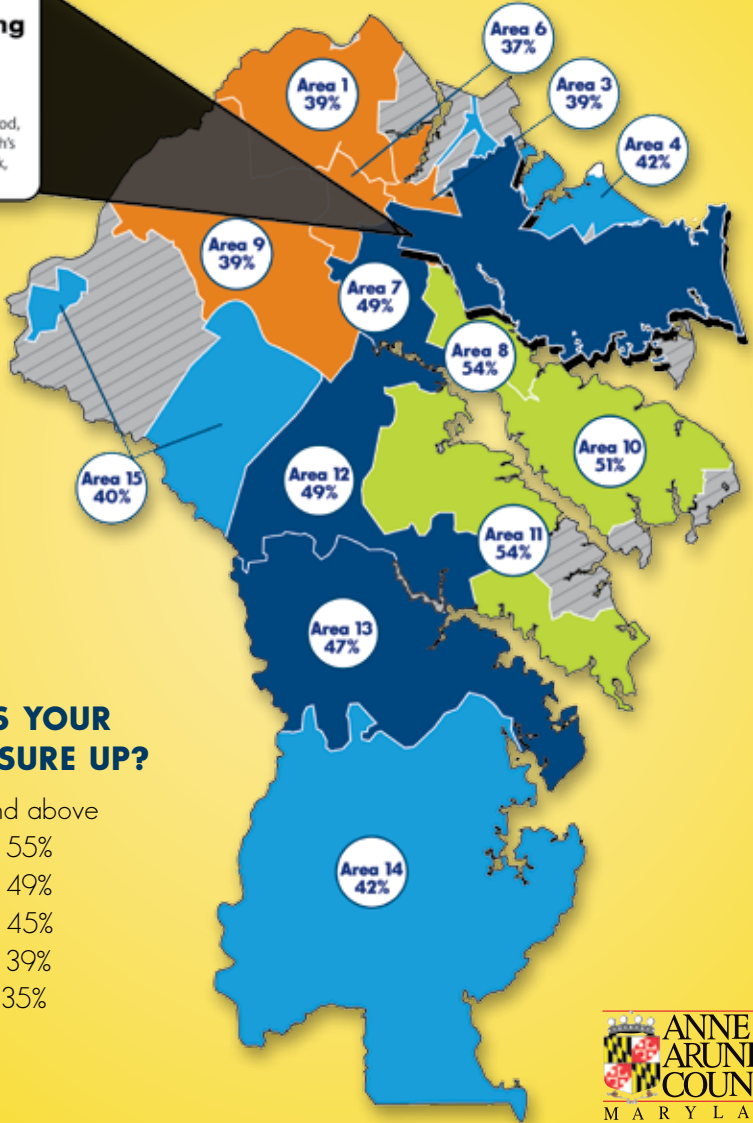 ng
od,
h's
k,
Area 6
37%
Area 1
39%
Area 3
39%
Area 4
42%
Area 9
39%
Area 7
49%
Area 8
54%
Area 10
51%
Area 15
40%
Area 12
49%
Area 11
54%
Area 13
47%
S YOUR
SURE UP?
nd above
55%
49%
45%
39%
35%
Area 14
42%
ANNE
ARUN
COUN
M A R Y L A